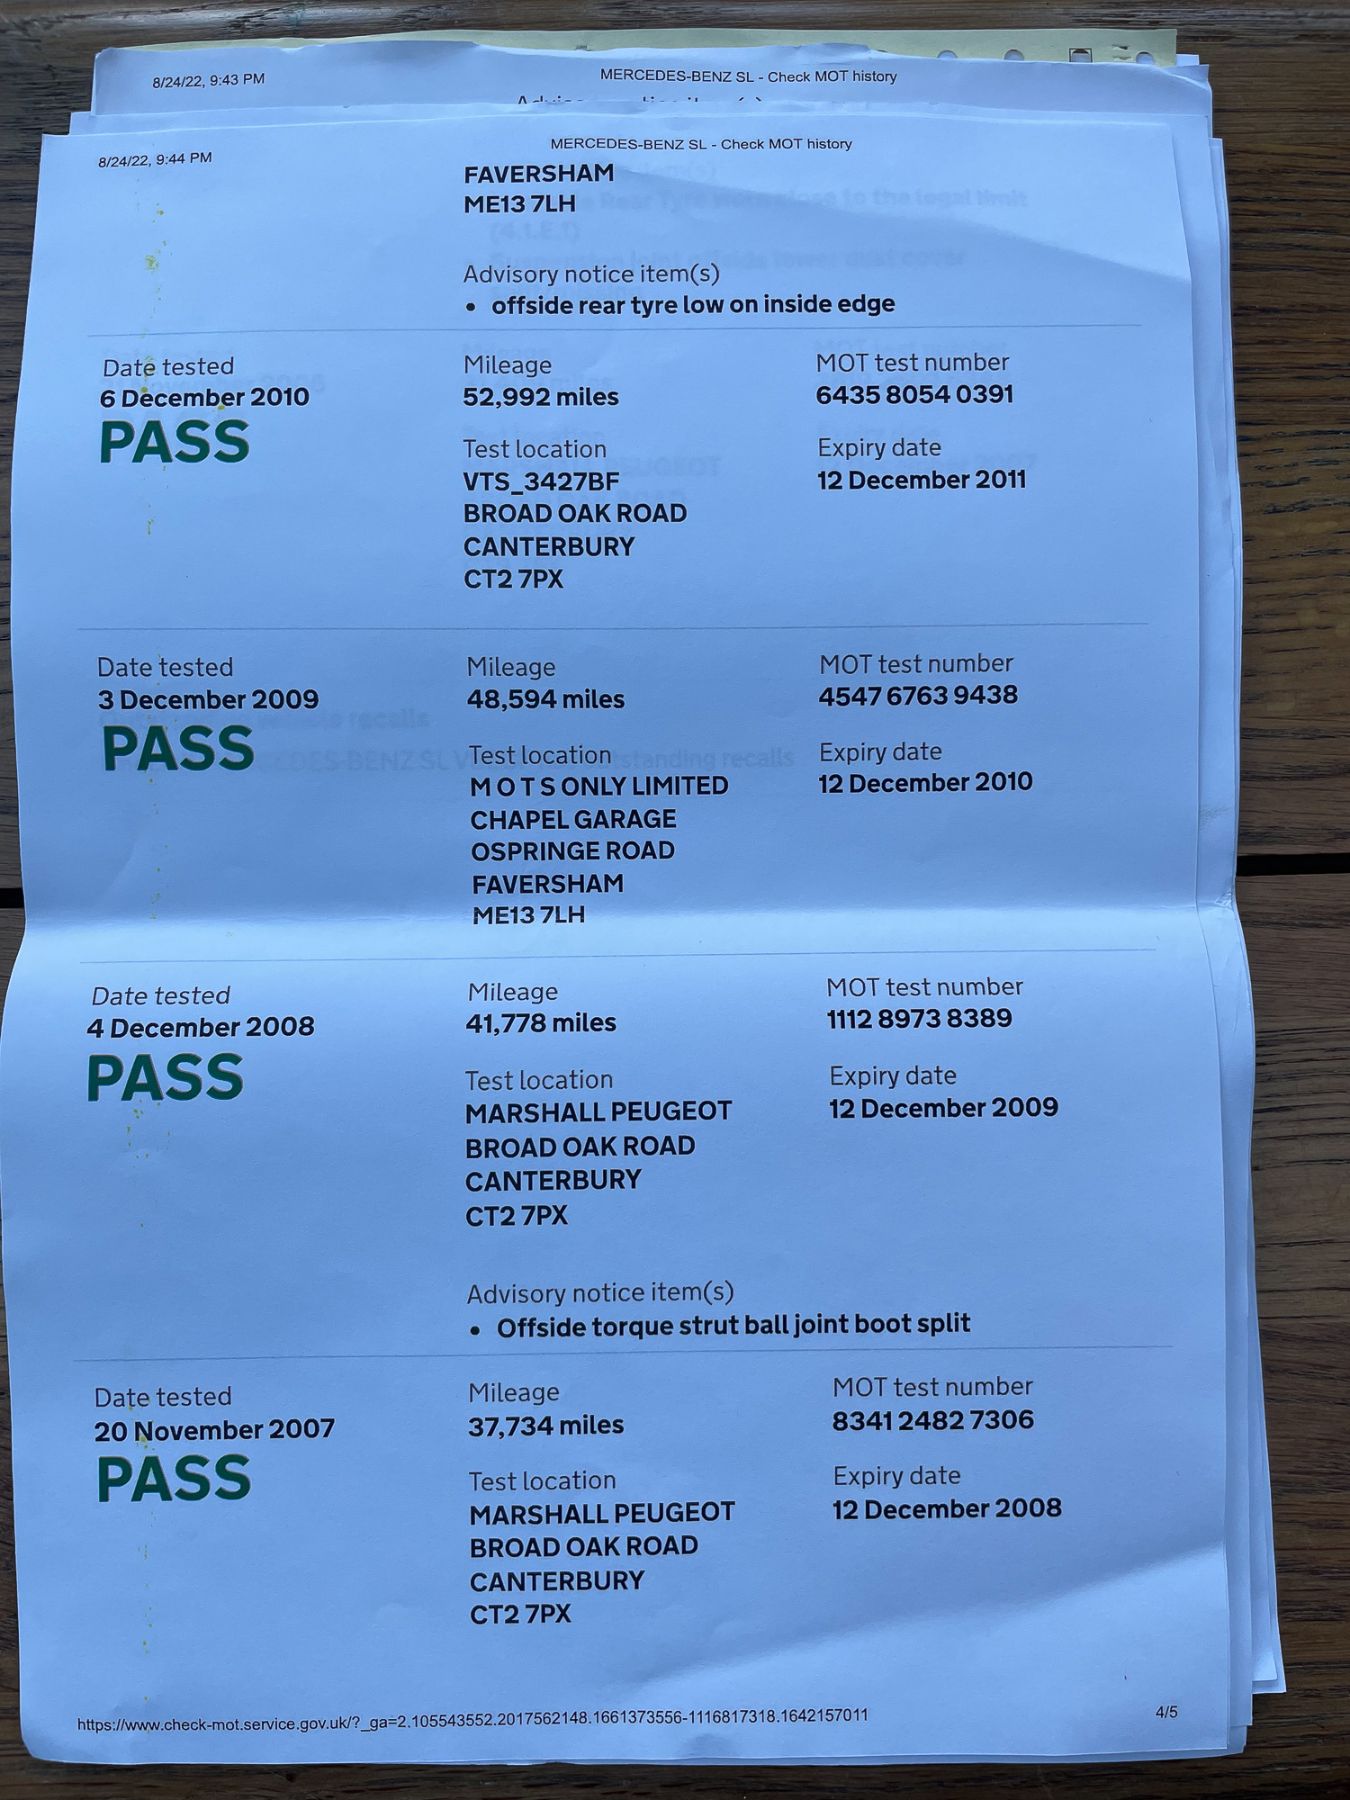 8/24/22, 9:43 PM
MERCEDES-BENZ SL - Check MOT history
8/24/22, 9:44 PM
MERCEDES-BENZ SL - Check MOT history
FAVERSHAM
ME13 7LH
Advisory notice item(s)
• offside rear tyre low on inside edge
Date tested
6 December 2010
PASS
Mileage
52,992 miles
Test location
VTS_3427BF
BROAD OAK ROAD
CANTERBURY
CT2 7PX
MOT test number
6435 8054 0391
Expiry date
12 December 2011
Date tested
3 December 2009
PASS
Mileage
48,594 miles
Test location
M O T S ONLY LIMITED
CHAPEL GARAGE
OSPRINGE ROAD
FAVERSHAM
ME13 7LH
MOT test number
4547 6763 9438
Expiry date
12 December 2010
Date tested
4 December 2008
PASS
Mileage
41,778 miles
Test location
MARSHALL PEUGEOT
BROAD OAK ROAD
CANTERBURY
CT2 7PX
Advisory notice item(s)
• Offside torque strut ball joint boot split
MOT test number
1112 8973 8389
Expiry date
12 December 2009
Date tested
20 November 2007
PASS
Mileage
37,734 miles
Test location
MARSHALL PEUGEOT
BROAD OAK ROAD
CANTERBURY
CT2 7PX
MOT test number
8341 2482 7306
Expiry date
12 December 2008
https://www.check-mot.service.gov.uk/?_ga=2.105543552.2017562148.1661373556-1116817318.1642157011
4/5